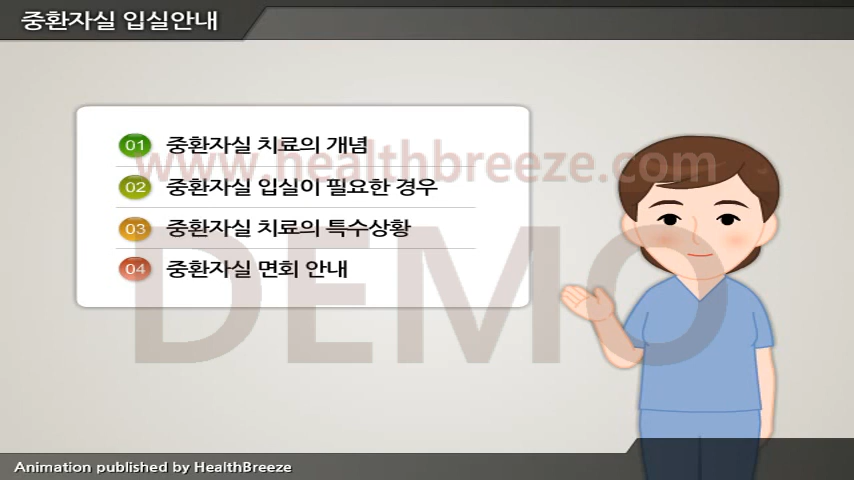 중환자실 입실안내
01 중환자실 치료의 개념
www.healthbreeze.com
02 중환자실 입실이 필요한 경우
03 중환자실 치료의 특수상황
04 중환자실 면회 안내
DEMO
Animation published by HealthBreeze